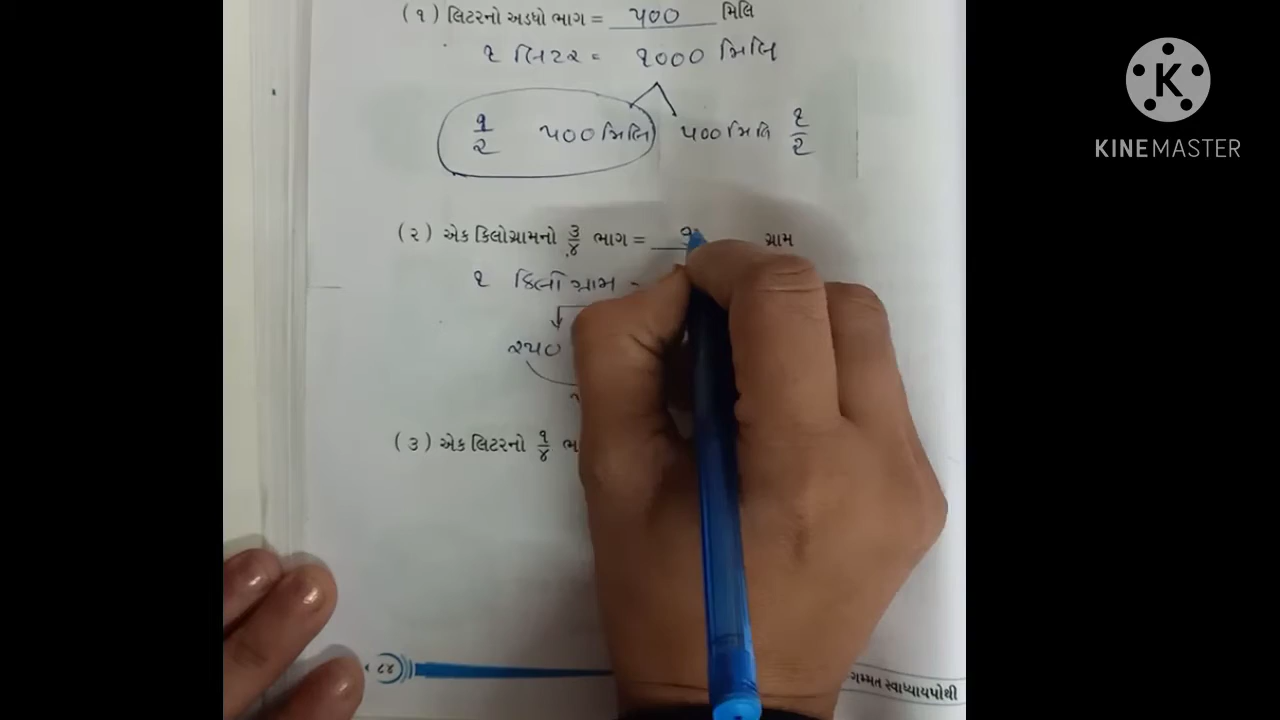 (૧) લિટરનો અડધો ભાગ = ૫૦૦ મિલિ
૧ લિટર = ૧૦૦૦ મિલિ
૧/૨ ૫૦૦ મિલિ ૫૦૦ મિલિ ૧/૨
(૨) એક કિલોગ્રામનો ૩/૪ ભાગ = ગ્રામ
૧ કિલો ગ્રામ =
૨૫૦
(૩) એક લિટરનો ૧/૪ ભ
૮૪
ગમ્મત સ્વાધ્યાયપોથી
K
KINEMASTER